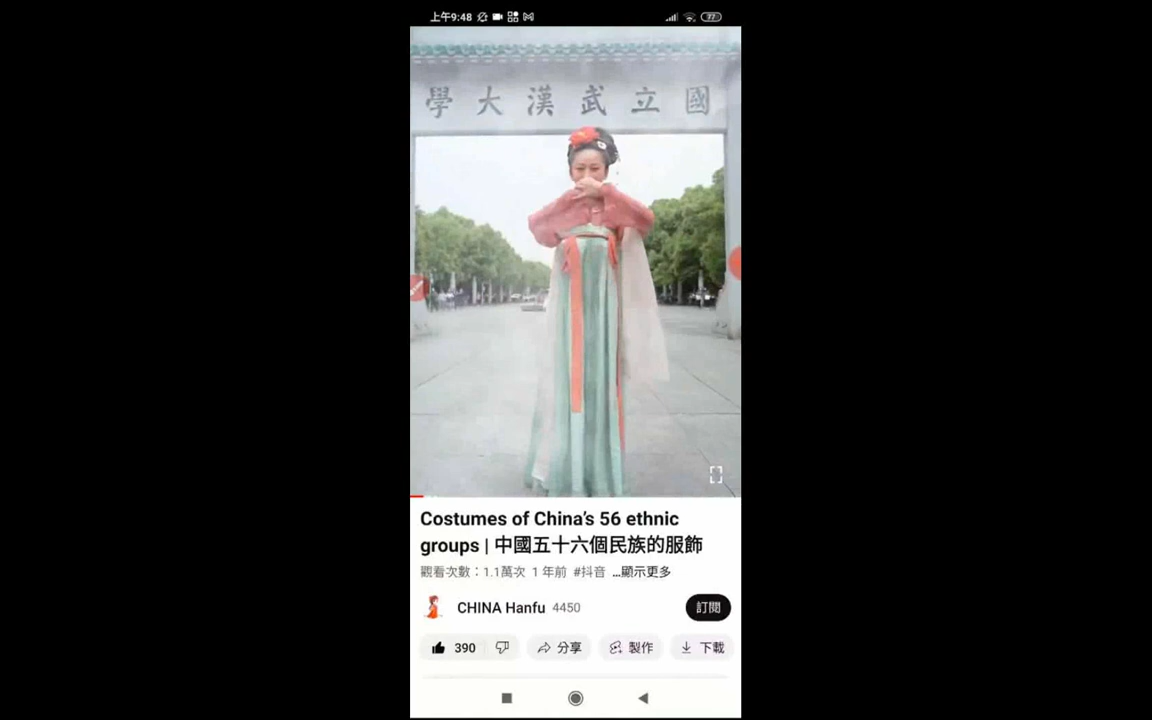 上午9:48
77
學大漢武立國
Costumes of China's 56 ethnic
groups | 中國五十六個民族的服飾
觀看次數：1.1萬次 1 年前 #抖音 ...顯示更多
CHINA Hanfu 4450 訂閱
390 分享 製作 下載